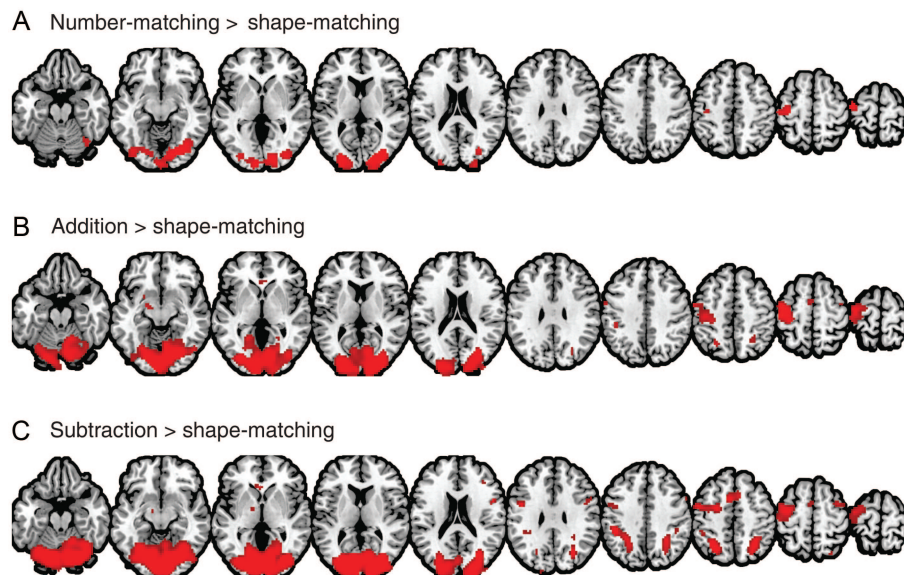 A Number-matching > shape-matching
B Addition > shape-matching
C Subtraction > shape-matching